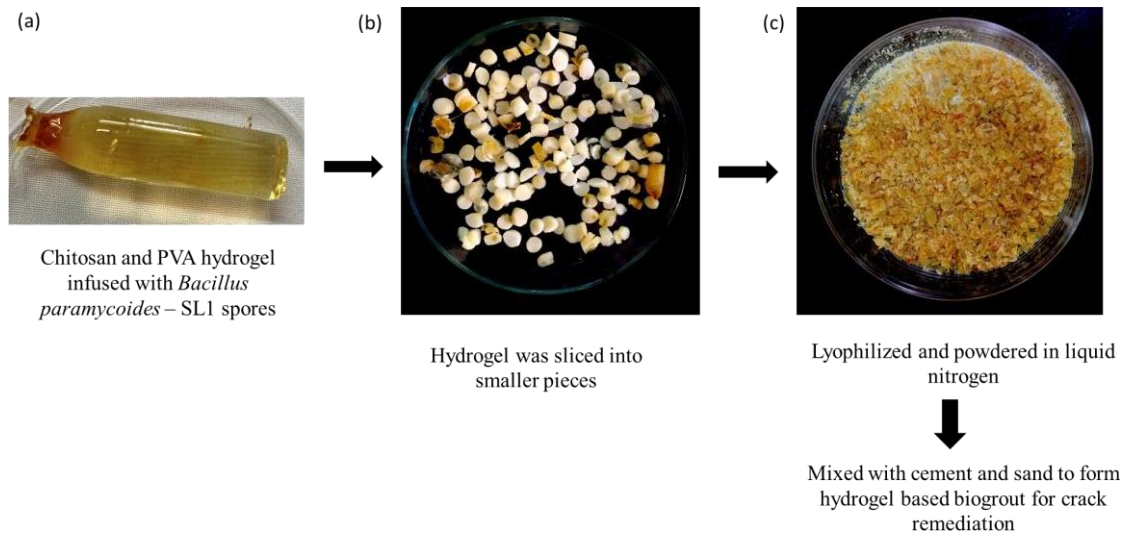 (a)
Chitosan and PVA hydrogel
infused with Bacillus
paramycoides – SL1 spores
(b)
Hydrogel was sliced into
smaller pieces
(c)
Lyophilized and powdered in liquid
nitrogen
Mixed with cement and sand to form
hydrogel based biogrout for crack
remediation